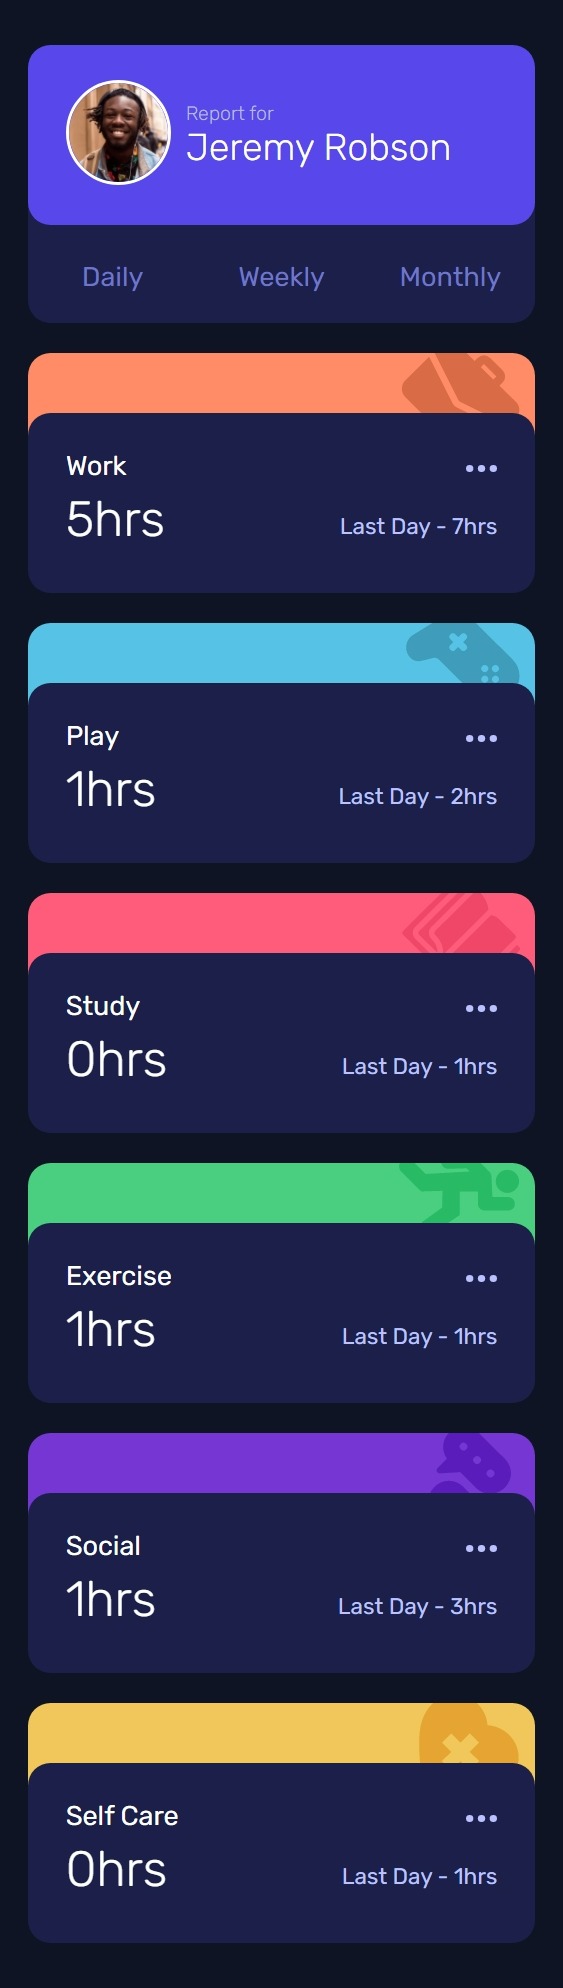 Report for
Jeremy Robson
Daily Weekly Monthly
Work
5hrs Last Day - 7hrs
Play
1hrs Last Day - 2hrs
Study
0hrs Last Day - 1hrs
Exercise
1hrs Last Day - 1hrs
Social
1hrs Last Day - 3hrs
Self Care
0hrs Last Day - 1hrs